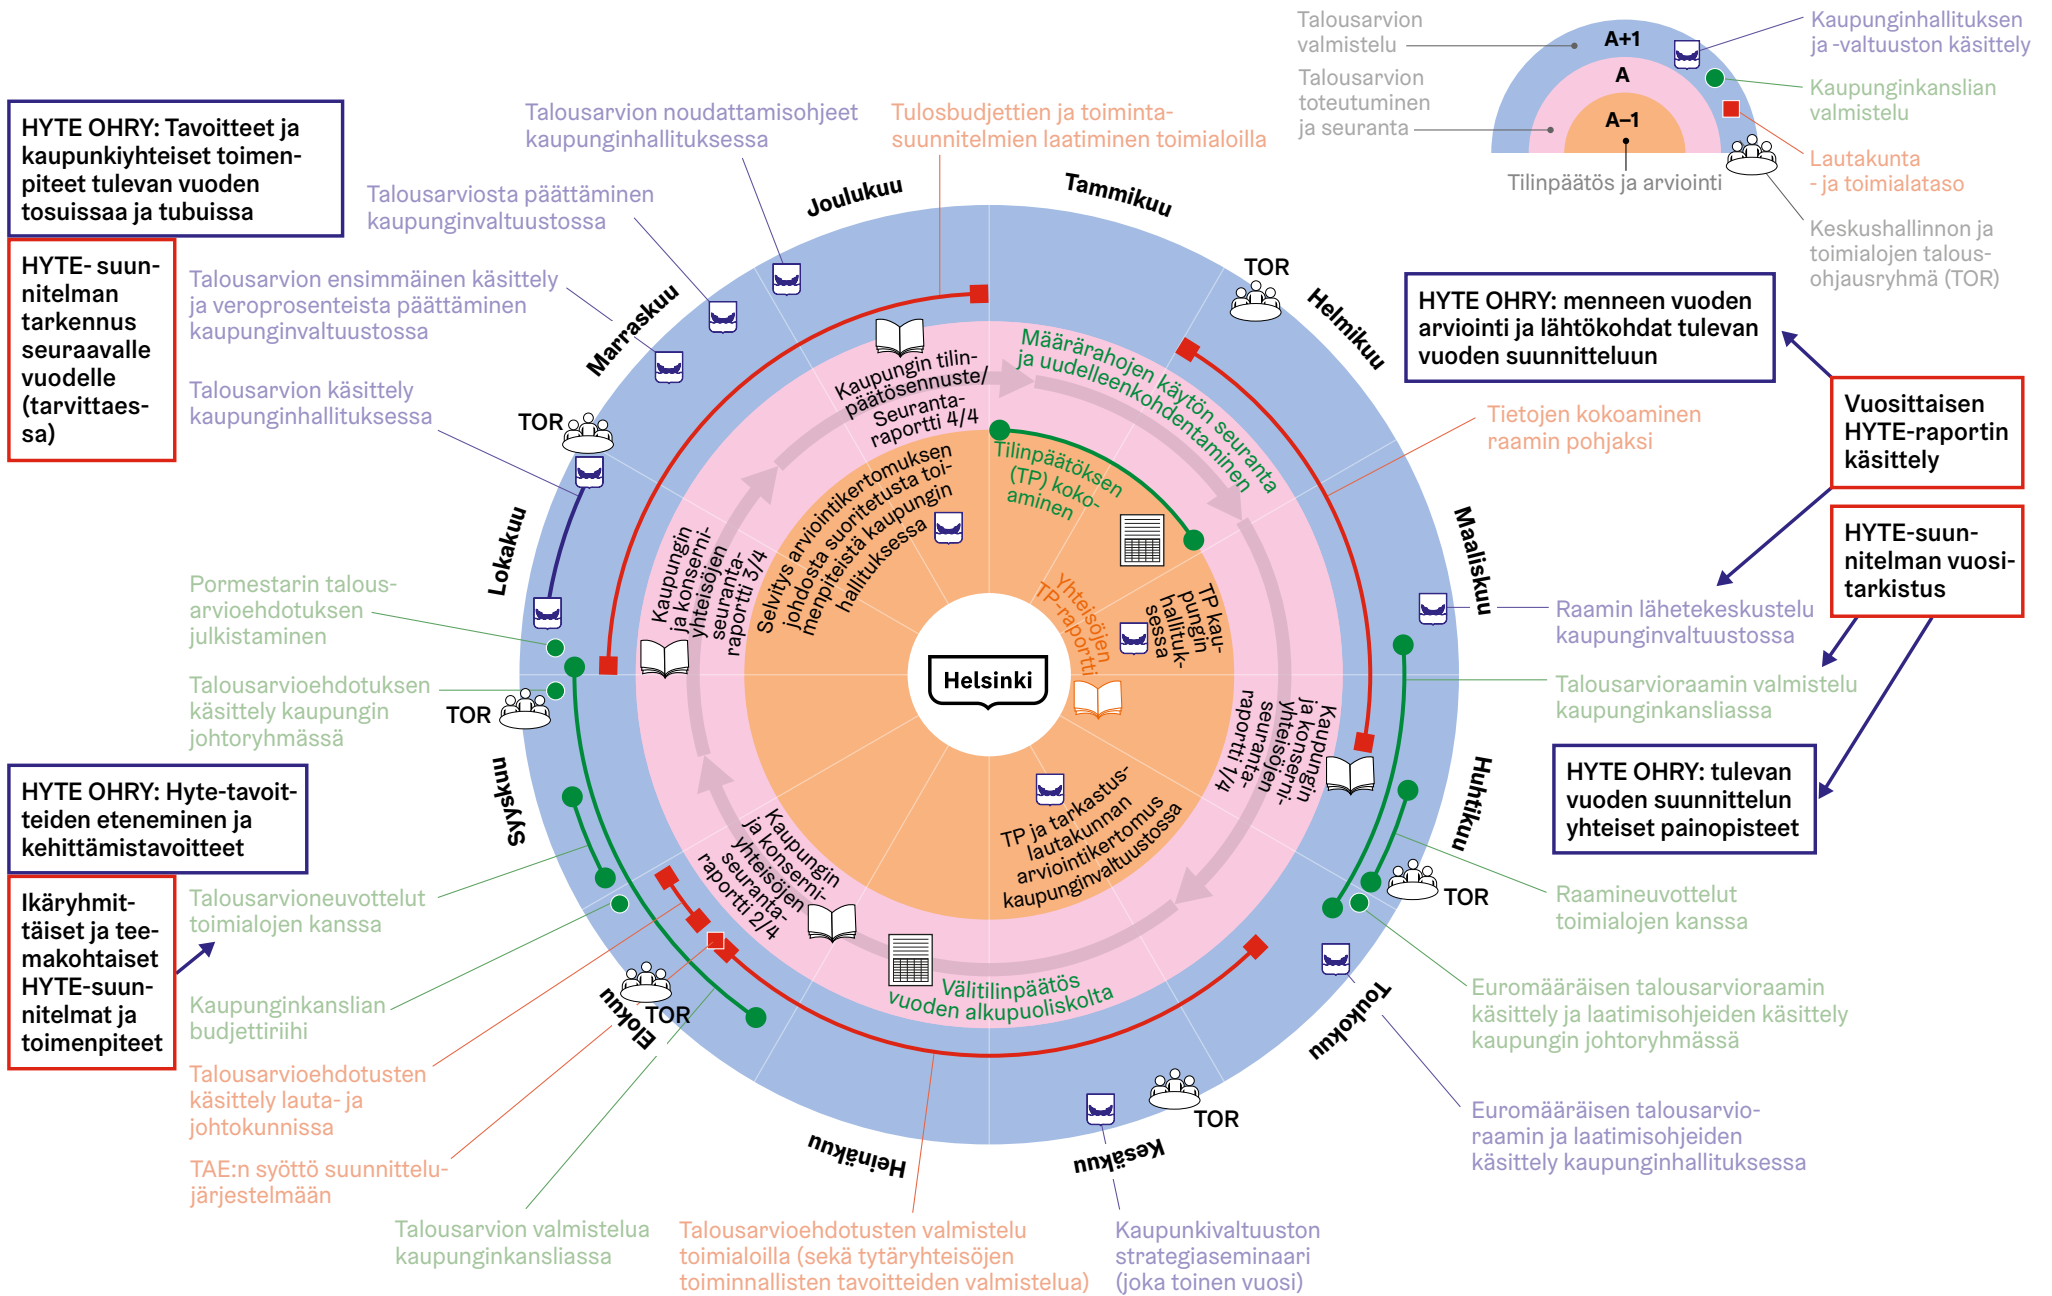 Talousarvion
valmistelu
Talousarvion
toteutuminen
ja seuranta
A+1
A
A–1
Tilinpäätös ja arviointi
Kaupunginhallituksen
ja -valtuuston käsittely
Kaupunginkanslian
valmistelu
Lautakunta
- ja toimialataso
Keskushallinnon ja
toimialojen talous-
ohjausryhmä (TOR)
HYTE OHRY: Tavoitteet ja
kaupunkiyhteiset toimen-
piteet tulevan vuoden
tosuissaa ja tubuissa
HYTE- suun-
nitelman
tarkennus
seuraavalle
vuodelle
(tarvittaes-
sa)
Talousarvion noudattamisohjeet
kaupunginhallituksessa
Tulosbudjettien ja toiminta-
suunnitelmien laatiminen toimialoilla
Talousarviosta päättäminen
kaupunginvaltuustossa
Talousarvion ensimmäinen käsittely
ja veroprosenteista päättäminen
kaupunginvaltuustossa
Talousarvion käsittely
kaupunginhallituksessa
Pormestarin talous-
arvioehdotuksen
julkistaminen
Talousarvioehdotuksen
käsittely kaupungin
johtoryhmässä
HYTE OHRY: Hyte-tavoit-
teiden eteneminen ja
kehittämistavoitteet
Ikäryhmit-
täiset ja tee-
makohtaiset
HYTE-suun-
nitelmat ja
toimenpiteet
Talousarvioneuvottelut
toimialojen kanssa
Kaupunginkanslian
budjettiriihi
Talousarvioehdotusten
käsittely lauta- ja
johtokunnissa
TAE:n syöttö suunnittelu-
järjestelmään
Talousarvion valmistelua
kaupunginkansliassa
Talousarvioehdotusten valmistelu
toimialoilla (sekä tytäryhteisöjen
toiminnallisten tavoitteiden valmistelua)
Kaupunkivaltuuston
strategiaseminaari
(joka toinen vuosi)
Tammikuu
Helmikuu
Maaliskuu
Huhtikuu
Toukokuu
Kesäkuu
Heinäkuu
Elokuu
Syyskuu
Lokakuu
Marraskuu
Joulukuu
TOR
TOR
TOR
TOR
TOR
TOR
Määrärahojen käytön seuranta
ja uudelleenkohdentaminen
Kaupungin tilin-
päätösennuste/
Seuranta-
raportti 4/4
Kaupungin
ja konserni-
yhteisöjen
seuranta-
raportti 3/4
Kaupungin
ja konserni-
yhteisöjen
seuranta-
raportti 2/4
Kaupungin
ja konserni-
yhteisöjen
seuranta-
raportti 1/4
Välitilinpäätös
vuoden alkupuoliskolta
Selvitys arviointikertomuksen
johdosta suoritetusta toi-
menpiteistä kaupungin
hallituksessa
Tilinpäätöksen
(TP) koko-
aminen
Yhteisöjen
TP-raportti
TP kau-
pungin
hallituk-
sessa
TP ja tarkastus-
lautakunnan
arviointikertomus
kaupunginvaltuustossa
Helsinki
HYTE OHRY: menneen vuoden
arviointi ja lähtökohdat tulevan
vuoden suunnitteluun
Vuosittaisen
HYTE-raportin
käsittely
HYTE-suun-
nitelman vuosi-
tarkistus
Tietojen kokoaminen
raamin pohjaksi
Raamin lähetekeskustelu
kaupunginvaltuustossa
Talousarvioraamin valmistelu
kaupunginkansliassa
HYTE OHRY: tulevan
vuoden suunnittelun
yhteiset painopisteet
Raamineuvottelut
toimialojen kanssa
Euromääräisen talousarvioraamin
käsittely ja laatimisohjeiden käsittely
kaupungin johtoryhmässä
Euromääräisen talousarvio-
raamin ja laatimisohjeiden
käsittely kaupunginhallituksessa